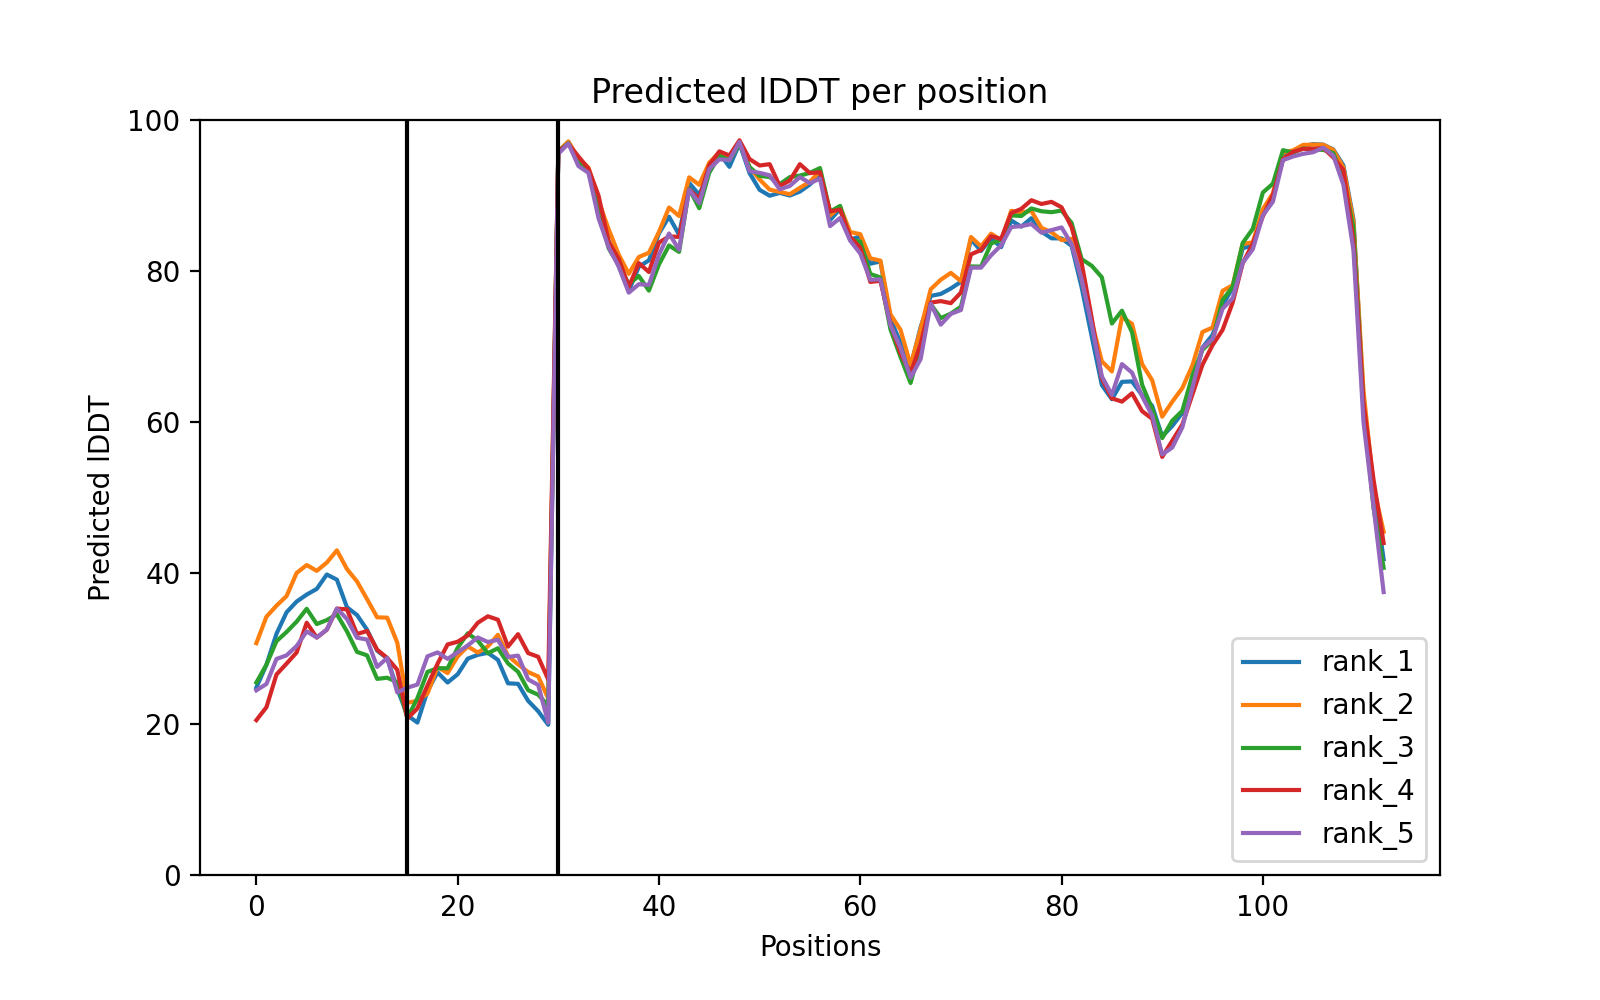 Predicted lDDT per position
Predicted lDDT
100
80
60
40
20
0
0 20 40 60 80 100
Positions
rank_1
rank_2
rank_3
rank_4
rank_5